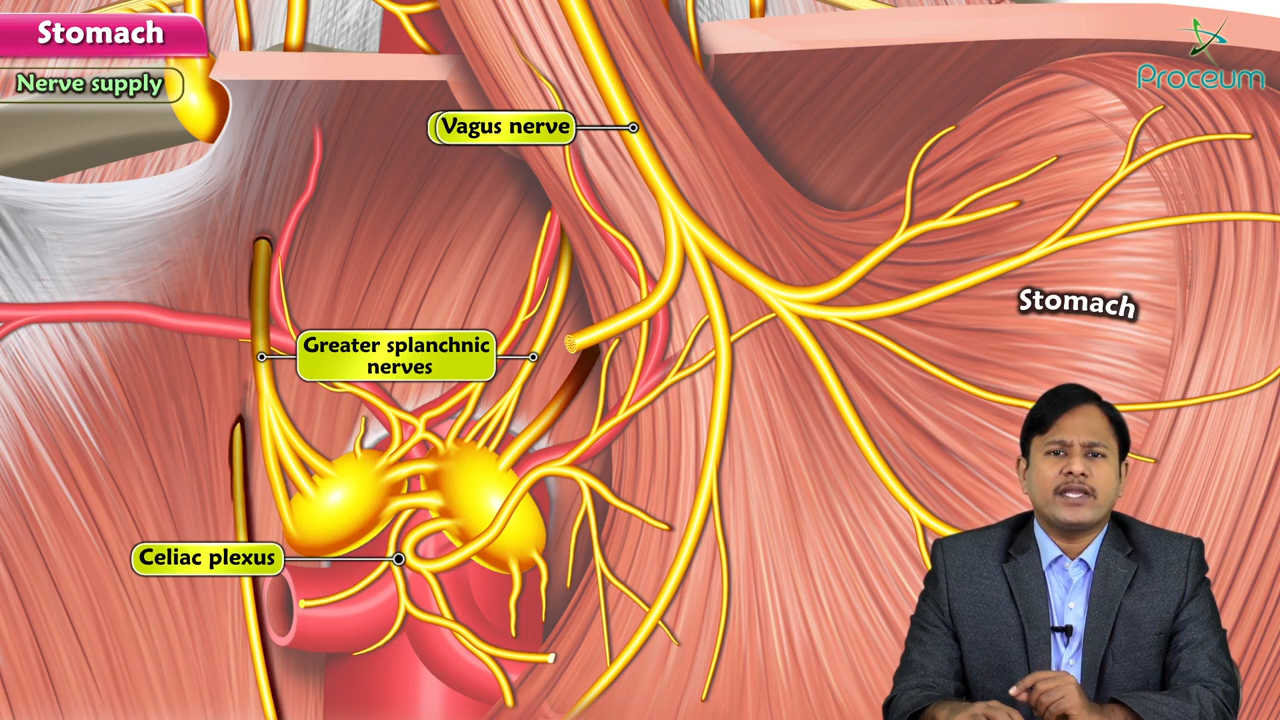 Stomach
Nerve supply
Proceum
Vagus nerve
Stomach
Greater splanchnic
nerves
Celiac plexus